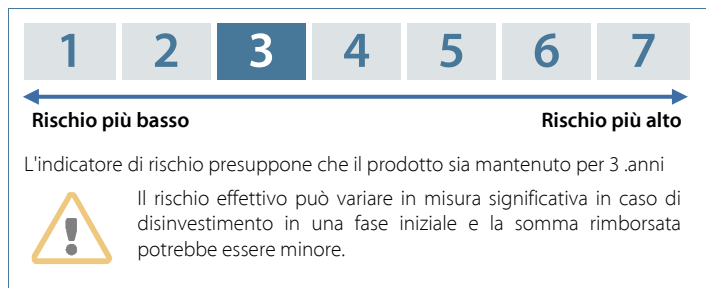 1 2 3 4 5 6 7
Rischio più basso Rischio più alto
L'indicatore di rischio presuppone che il prodotto sia mantenuto per 3 .anni
Il rischio effettivo può variare in misura significativa in caso di
disinvestimento in una fase iniziale e la somma rimborsata
potrebbe essere minore.